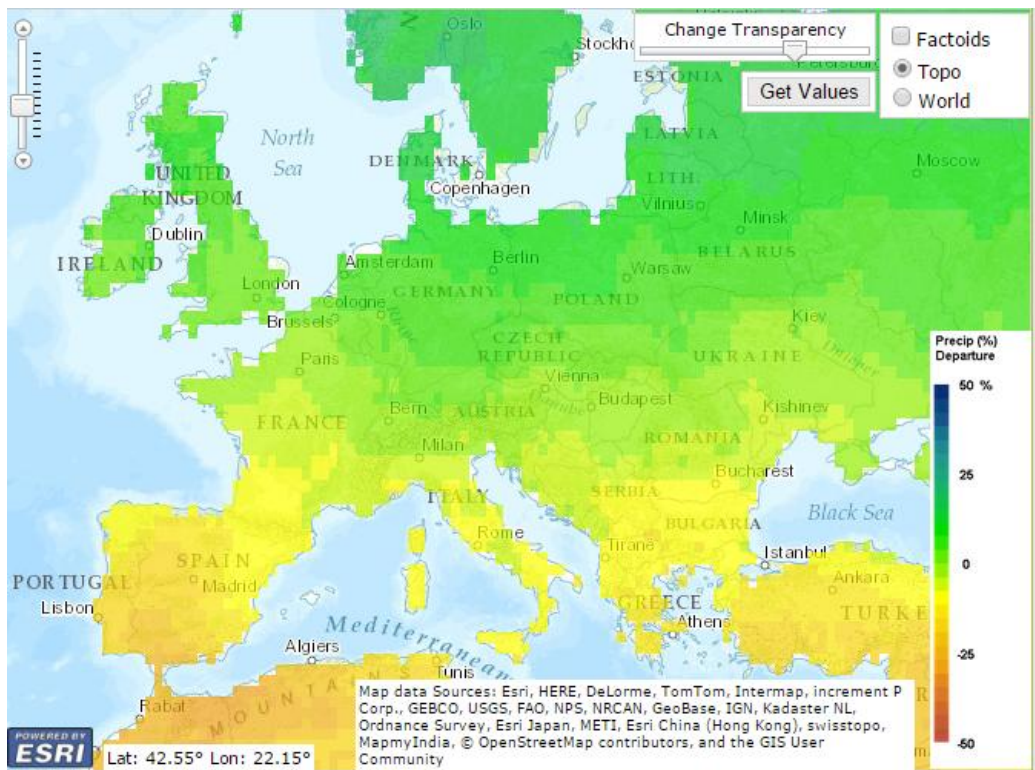 Oslo
Stockho
Change Transparency
Get Values
Factoids
Topo
World
Petersburg
ESTONIA
North
Sea
DENMARK
Copenhagen
LATVIA
LITH.
Vilnius
Moscow
Minsk
BELARUS
UNITED
KINGDOM
Dublin
IRELAND
London
Amsterdam
Berlin
Warsaw
GERMANY
POLAND
Cologne
Brussels
Rhine
Kiev
CZECH
REPUBLIC
UKRAINE
Dnieper
Paris
Vienna
Danube
Budapest
FRANCE
Bern
AUSTRIA
Kishinev
Milan
ROMANIA
Bucharest
ITALY
SERBIA
BULGARIA
Black Sea
Rome
Tirane
Istanbul
SPAIN
PORTUGAL
Madrid
Lisbon
Ankara
GREECE
TURKE
Athens
Mediterranean
Algiers
Tunis
Rabat
MOUNTAINS
Precip (%)
Departure
50 %
25
0
-25
-50
Map data Sources: Esri, HERE, DeLorme, TomTom, Intermap, increment P
Corp., GEBCO, USGS, FAO, NPS, NRCAN, GeoBase, IGN, Kadaster NL,
Ordnance Survey, Esri Japan, METI, Esri China (Hong Kong), swisstopo,
MapmyIndia, © OpenStreetMap contributors, and the GIS User
Community
POWERED BY
ESRI
Lat: 42.55° Lon: 22.15°